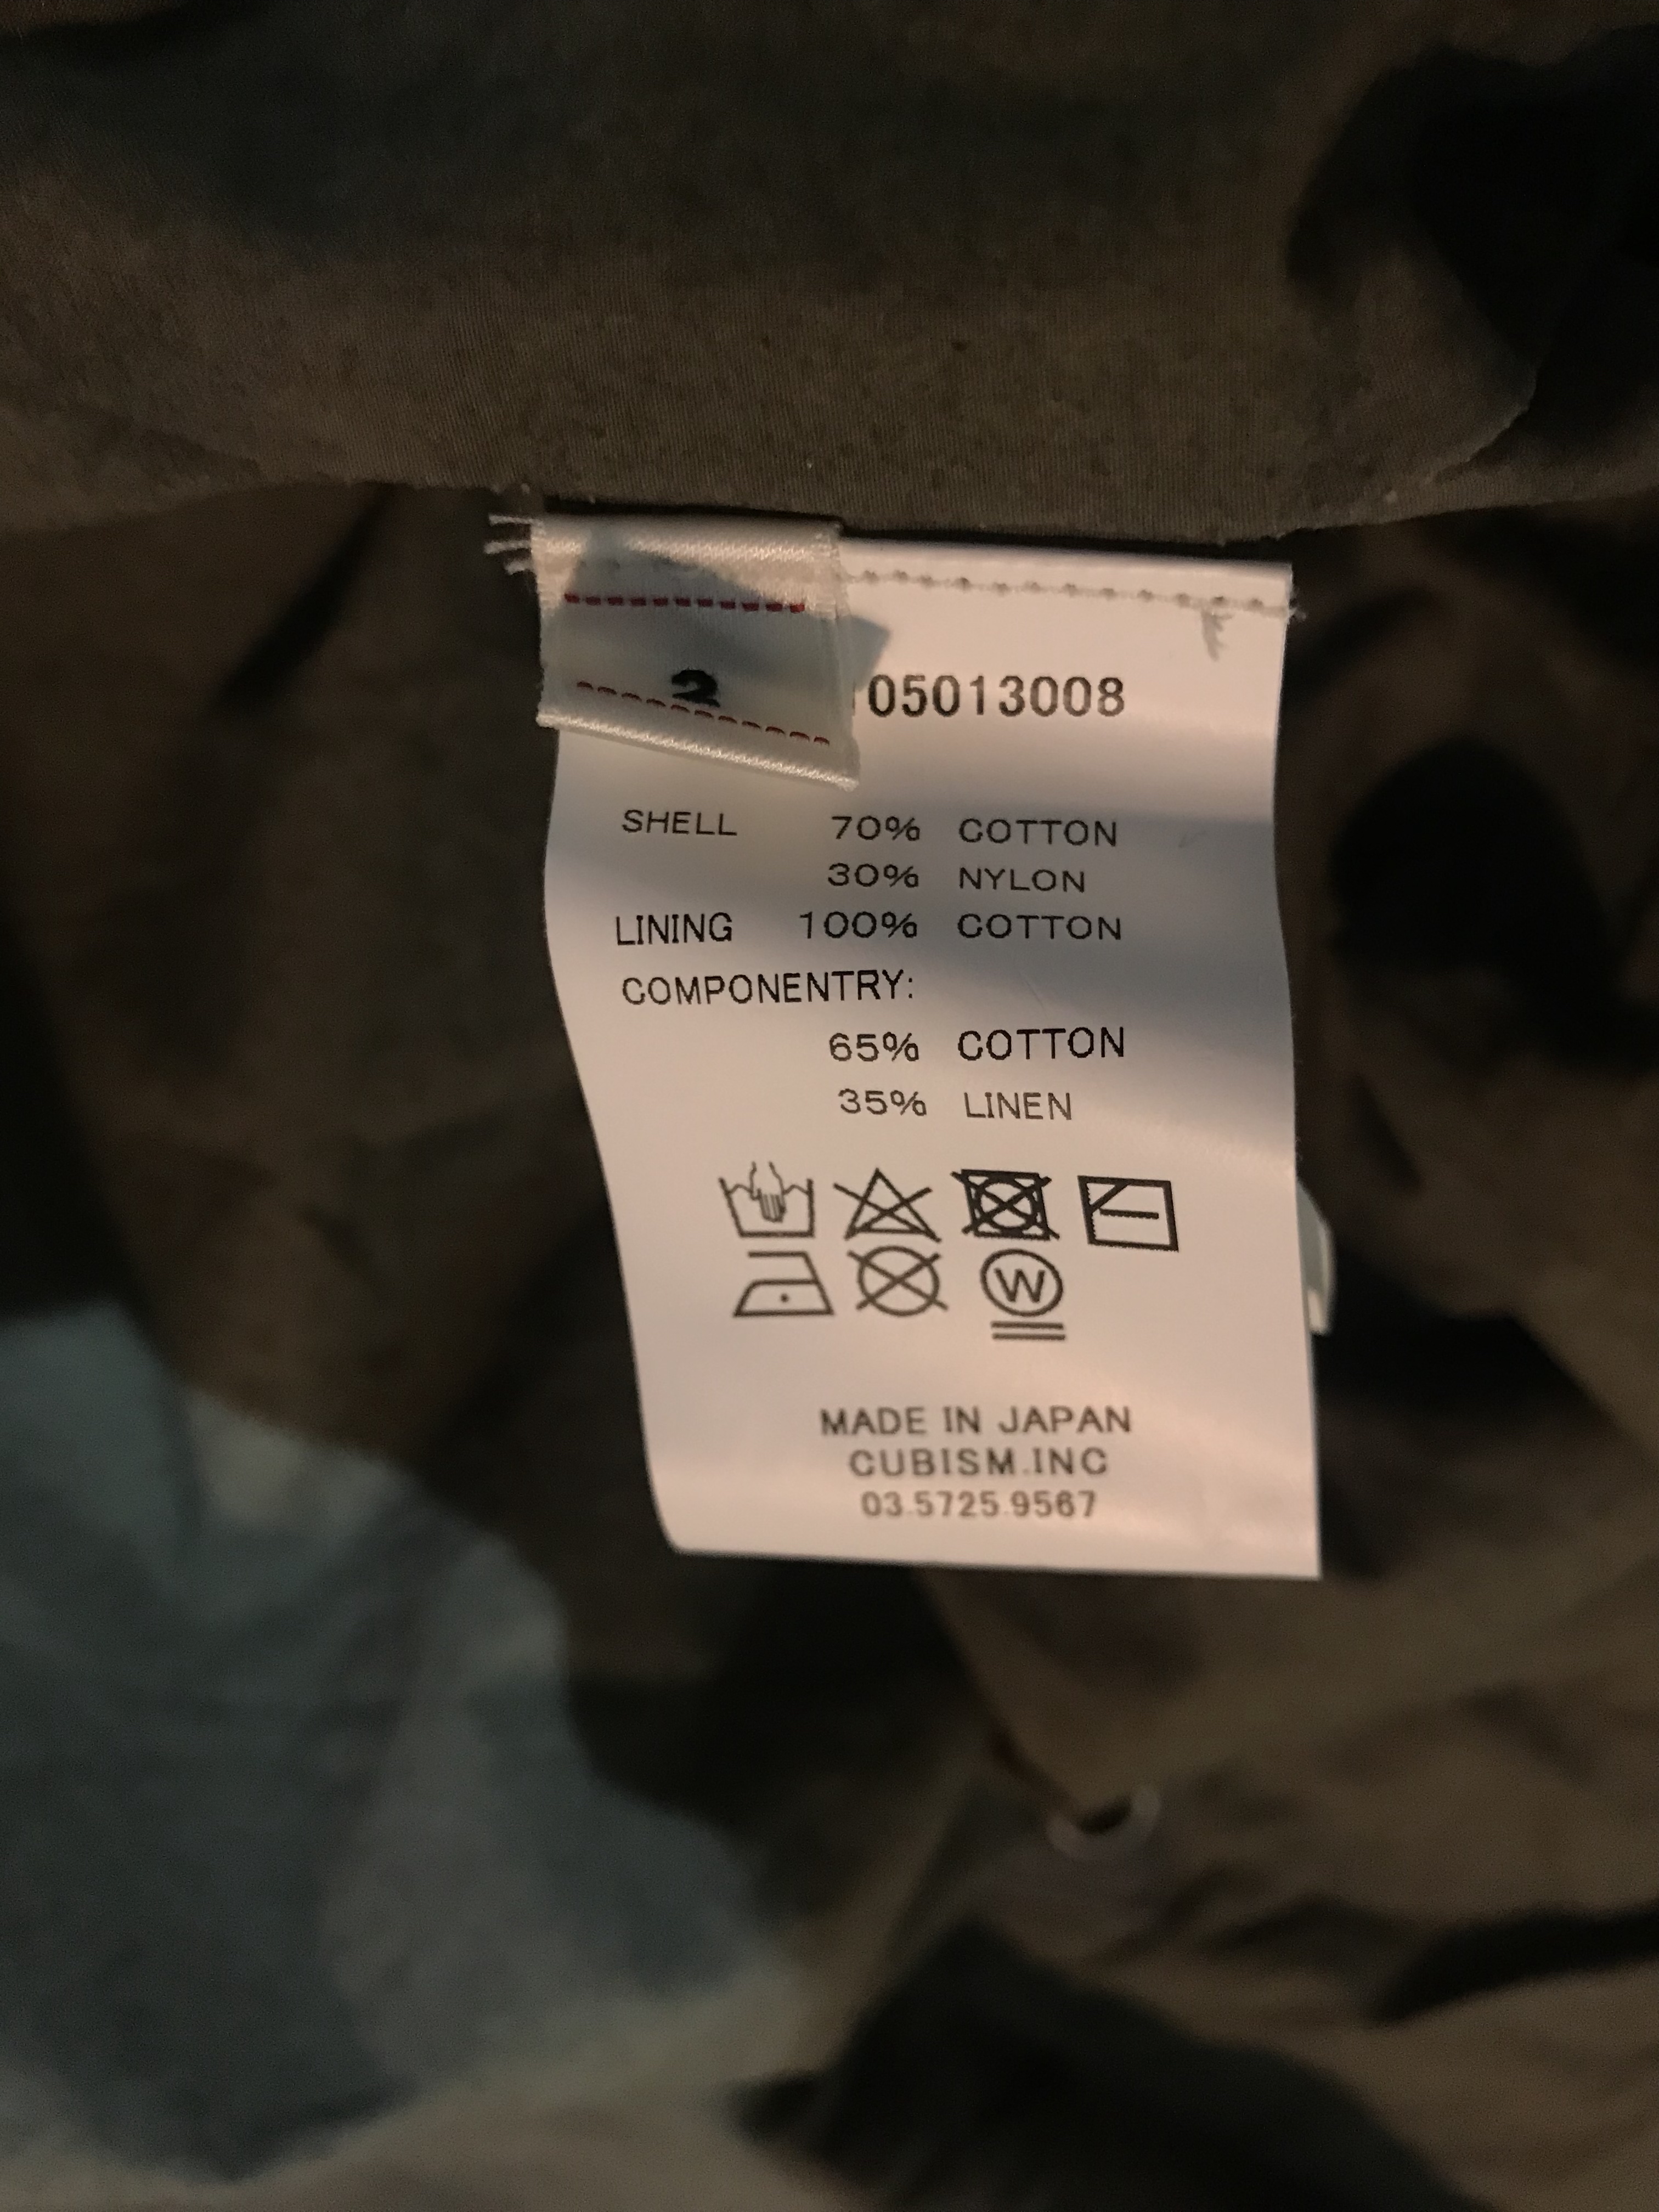 2
05013008
SHELL 70% COTTON
30% NYLON
LINING 100% COTTON
COMPONENTRY:
65% COTTON
35% LINEN
W
MADE IN JAPAN
CUBISM.INC
03.5725.9567